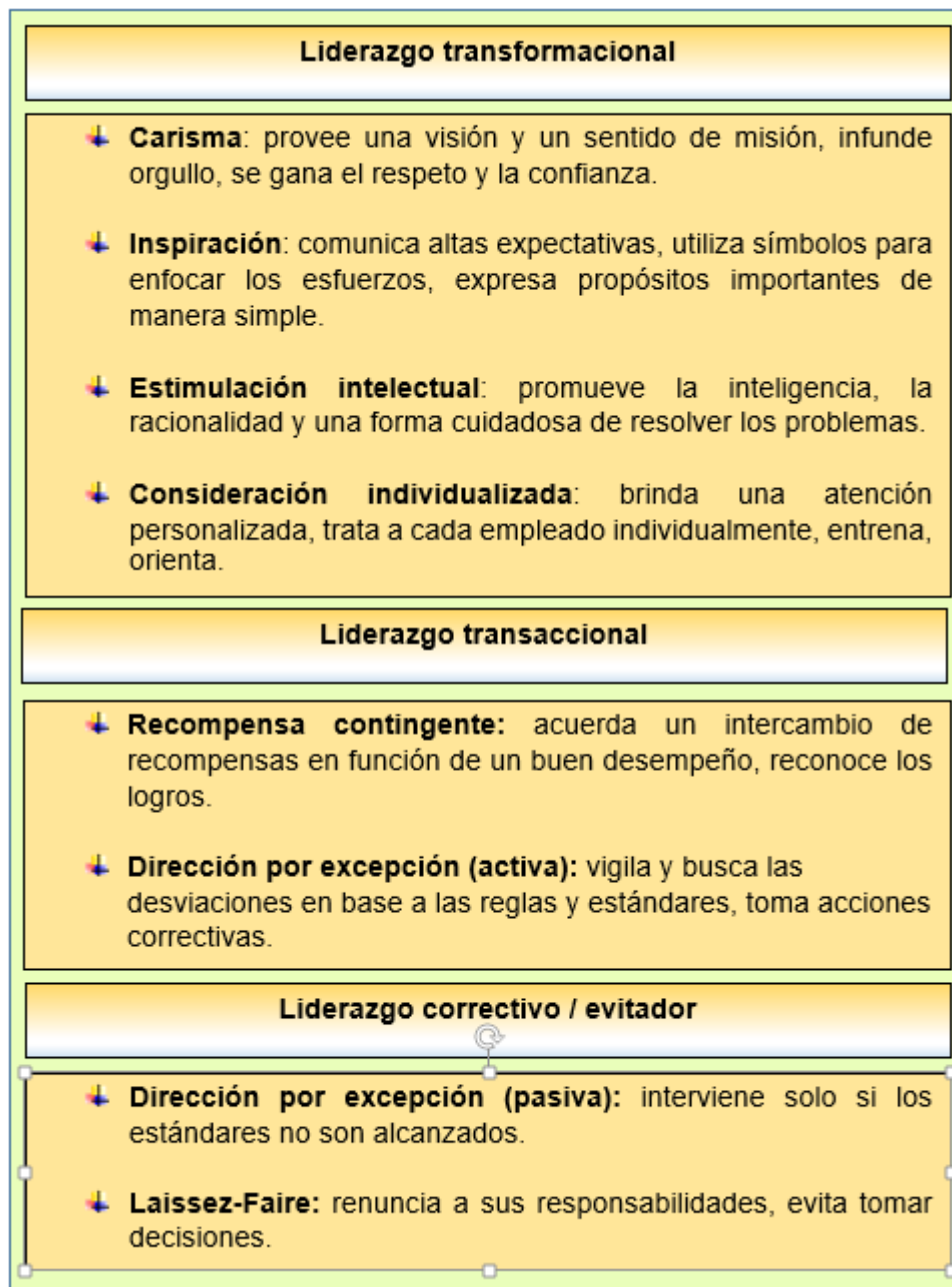 Liderazgo transformacional
Carisma: provee una visión y un sentido de misión, infunde
orgullo, se gana el respeto y la confianza.
Inspiración: comunica altas expectativas, utiliza símbolos para
enfocar los esfuerzos, expresa propósitos importantes de
manera simple.
Estimulación intelectual: promueve la inteligencia, la
racionalidad y una forma cuidadosa de resolver los problemas.
Consideración individualizada: brinda una atención
personalizada, trata a cada empleado individualmente, entrena,
orienta.
Liderazgo transaccional
Recompensa contingente: acuerda un intercambio de
recompensas en función de un buen desempeño, reconoce los
logros.
Dirección por excepción (activa): vigila y busca las
desviaciones en base a las reglas y estándares, toma acciones
correctivas.
Liderazgo correctivo / evitador
Dirección por excepción (pasiva): interviene solo si los
estándares no son alcanzados.
Laissez-Faire: renuncia a sus responsabilidades, evita tomar
decisiones.